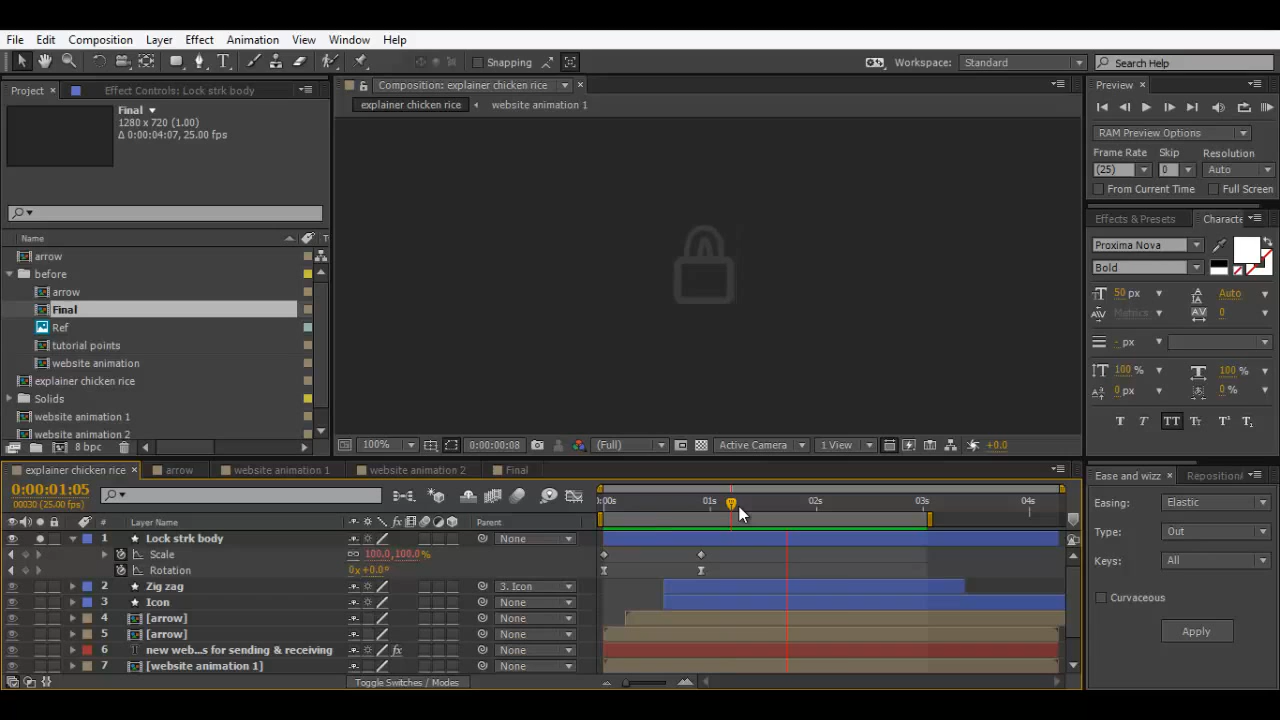 File Edit Composition Layer Effect Animation View Window Help
Snapping Workspace: Standard Search Help
Project × Effect Controls: Lock strk body
Composition: explainer chicken rice ×
Preview ×
Final
1280 x 720 (1.00)
Δ 0:00:04:07, 25.00 fps
explainer chicken rice website animation 1
RAM Preview Options
Frame Rate Skip Resolution
(25) 0 Auto
From Current Time Full Screen
Effects & Presets Characte
Name T
arrow
before
arrow
Final
Ref
tutorial points
website animation
explainer chicken rice
Solids
website animation 1
website animation 2
8 bpc
Proxima Nova
Bold
50 px Auto
Metrics 0
- px
100 % 100 %
0 px 0 %
T T TT Tt T¹ T₁
100% 0:00:00:08 (Full) Active Camera 1 View +0.0
explainer chicken rice × arrow website animation 1 website animation 2 Final
0:00:01:05
00030 (25.00 fps)
:00s 01s 02s 03s 04s
# Layer Name fx Parent
1 Lock strk body None
Scale 100.0,100.0%
Rotation 0x+0.0°
2 Zig zag 3. Icon
3 Icon None
4 [arrow] None
5 [arrow] None
6 T new web...s for sending & receiving fx None
7 [website animation 1] None
Toggle Switches / Modes
Ease and wizz × Repositioni
Easing: Elastic
Type: Out
Keys: All
Curvaceous
Apply